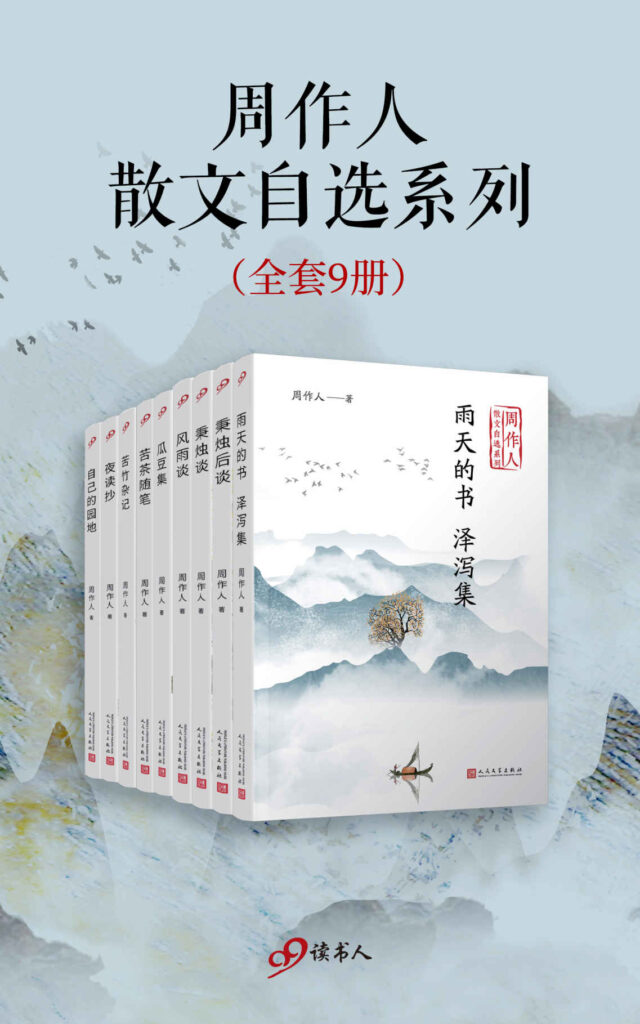 周作人
散文自选系列
（全套9册）
自己的园地
周作人 著
夜读抄
周作人 著
苦竹杂记
周作人 著
苦茶随笔
周作人 著
瓜豆集
周作人 著
风雨谈
周作人 著
秉烛谈
周作人 著
秉烛后谈
周作人 著
雨天的书 泽泻集
周作人 著
周作人——著
雨天的书 泽泻集
周作人
散文自选系列
人民文学出版社
99读书人